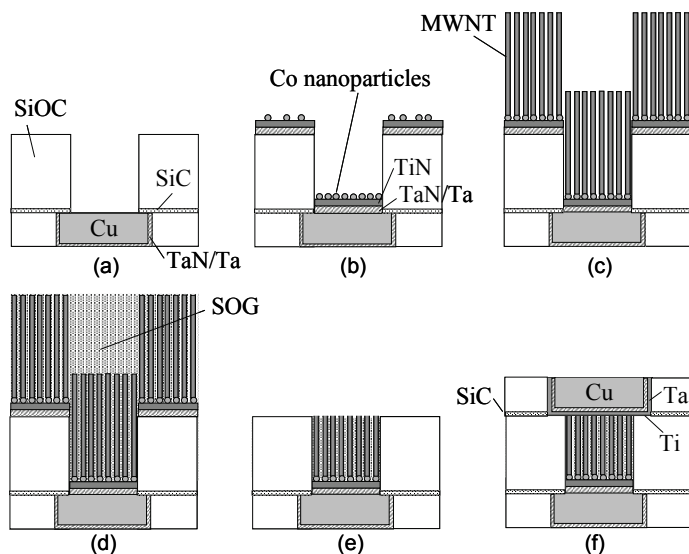 SiOC
SiC
Cu
TaN/Ta
(a)
Co nanoparticles
TiN
TaN/Ta
(b)
MWNT
(c)
SOG
(d)
(e)
SiC
Cu
Ta
Ti
(f)